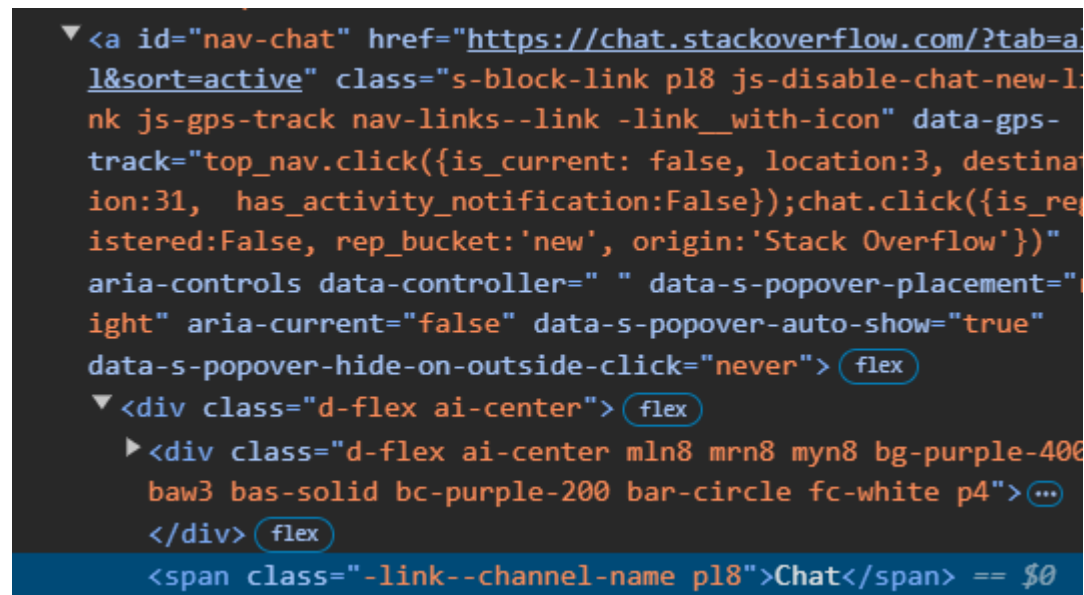 <a id="nav-chat" href="https://chat.stackoverflow.com/?tab=al
l&sort=active" class="s-block-link pl8 js-disable-chat-new-li
nk js-gps-track nav-links--link -link__with-icon" data-gps-
track="top_nav.click({is_current: false, location:3, destinat
ion:31,  has_activity_notification:False});chat.click({is_reg
istered:False, rep_bucket:'new', origin:'Stack Overflow'})"
aria-controls data-controller=" " data-s-popover-placement="r
ight" aria-current="false" data-s-popover-auto-show="true"
data-s-popover-hide-on-outside-click="never"> flex
<div class="d-flex ai-center"> flex
<div class="d-flex ai-center mln8 mrn8 myn8 bg-purple-400
baw3 bas-solid bc-purple-200 bar-circle fc-white p4"> …
</div> flex
<span class="-link--channel-name pl8">Chat</span> == $0